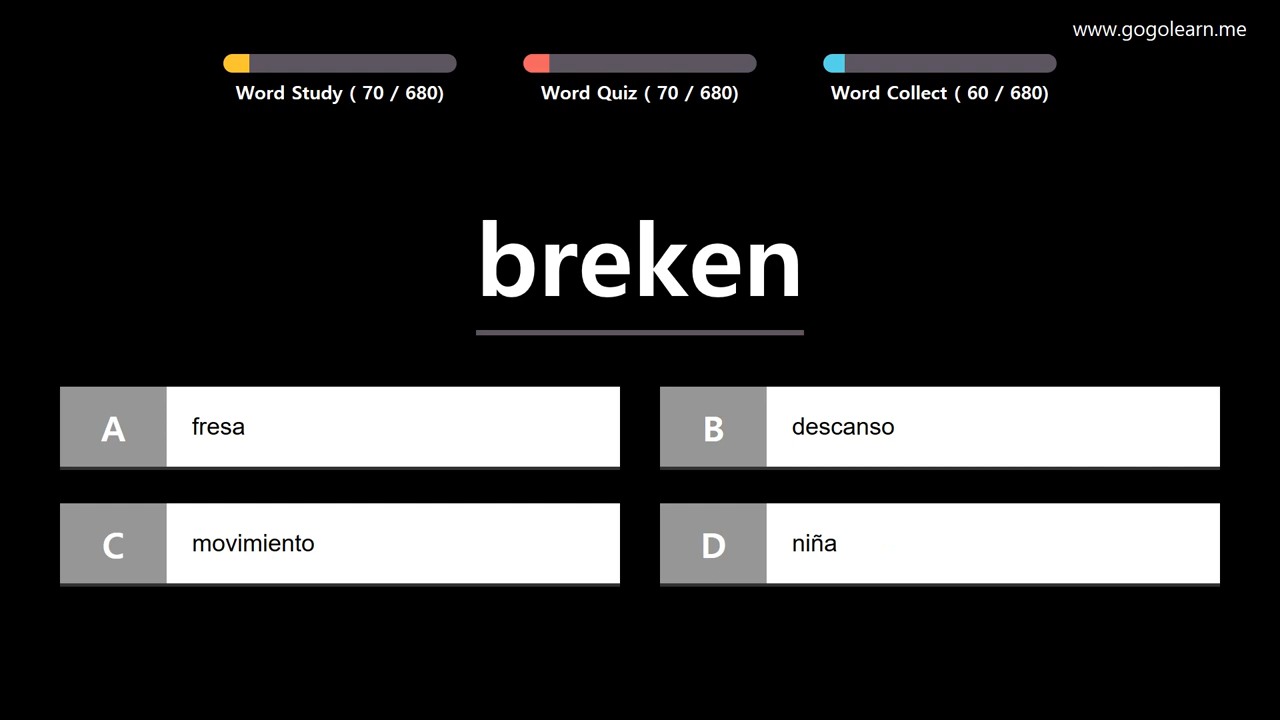 www.gogolearn.me
Word Study ( 70 / 680)
Word Quiz ( 70 / 680)
Word Collect ( 60 / 680)
breken
A fresa
B descanso
C movimiento
D niña